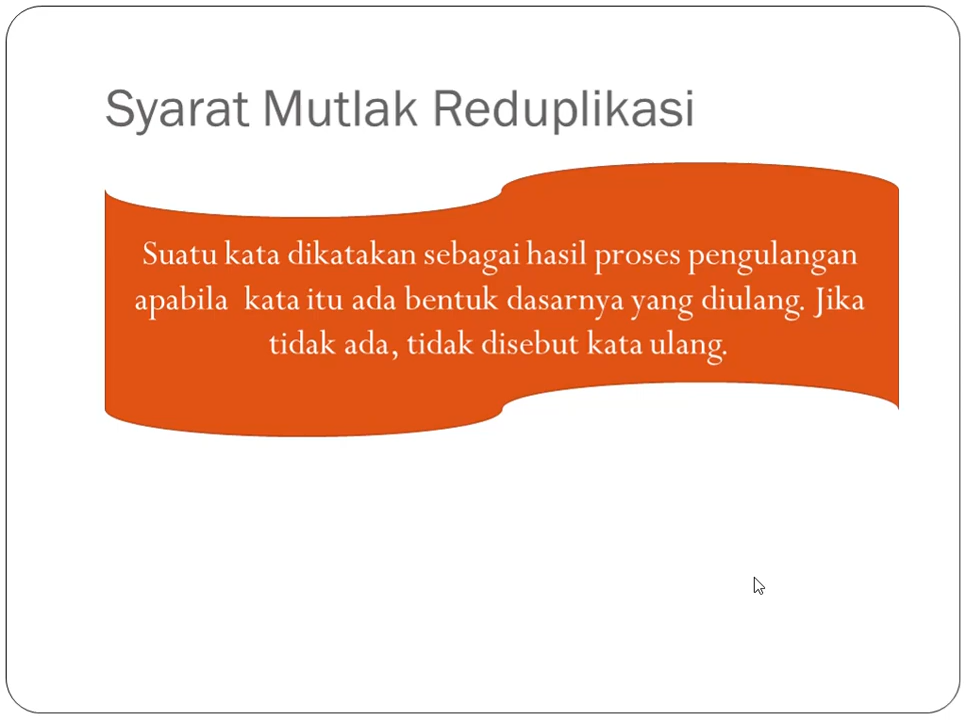 Syarat Mutlak Reduplikasi
Suatu kata dikatakan sebagai hasil proses pengulangan
apabila  kata itu ada bentuk dasarnya yang diulang. Jika
tidak ada, tidak disebut kata ulang.